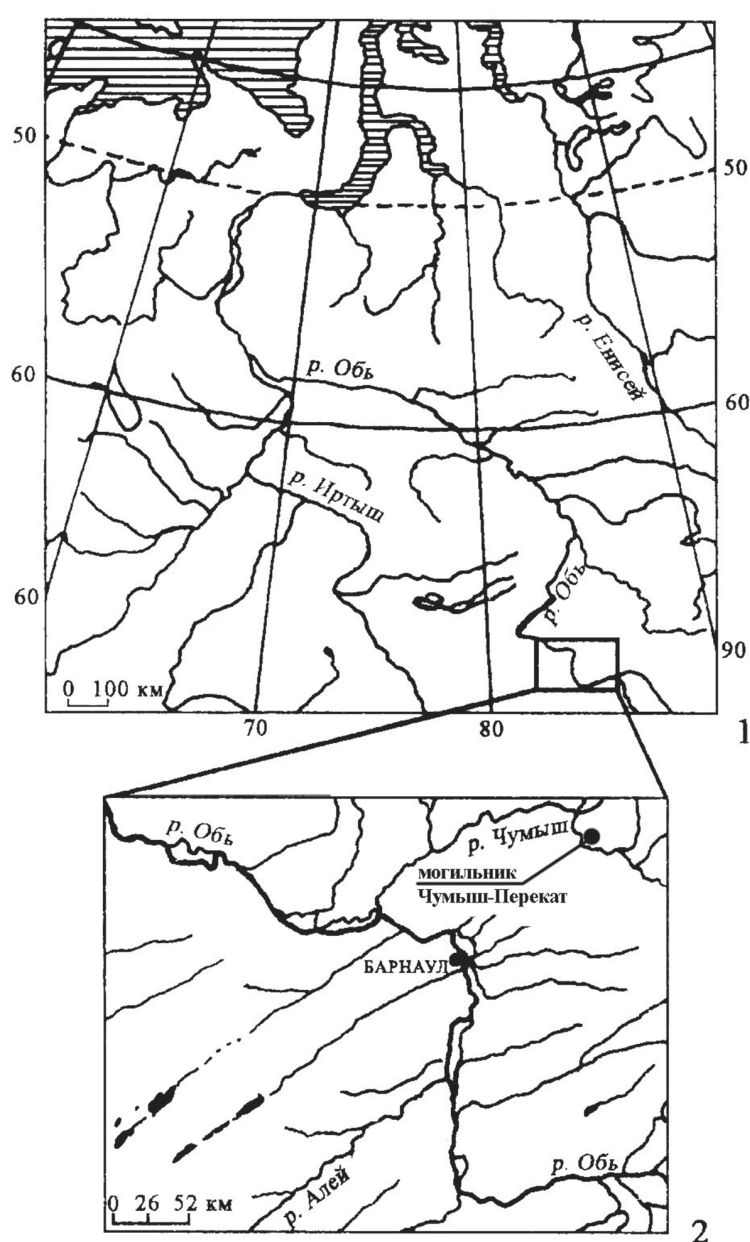 50
50
р. Енисей
р. Обь
60
60
р. Иртыш
р. Обь
60
90
0 100 км
70
80
1
р. Обь
р. Чумыш
могильник
Чумыш-Перекат
БАРНАУЛ
р. Обь
р. Алей
0 26 52 км
2